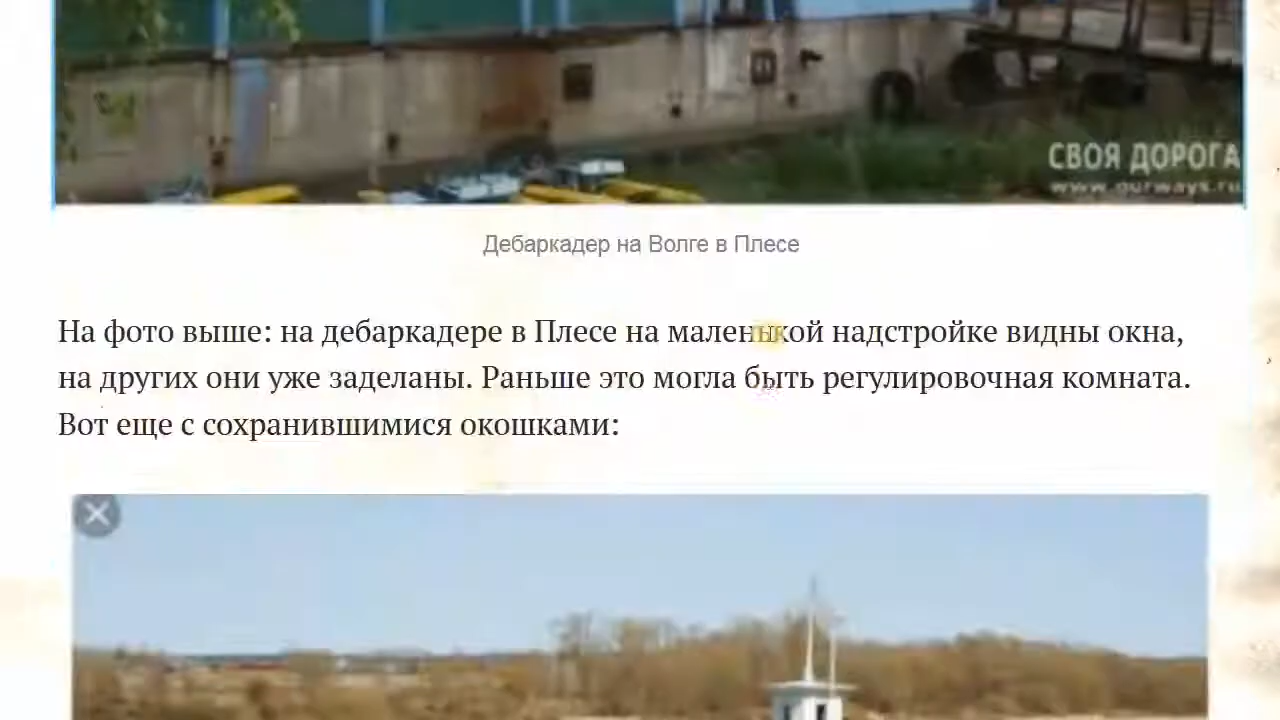 СВОЯ ДОРОГА
www.ourways.ru
Дебаркадер на Волге в Плесе
На фото выше: на дебаркадере в Плесе на маленькой надстройке видны окна,
на других они уже заделаны. Раньше это могла быть регулировочная комната.
Вот еще с сохранившимися окошками: